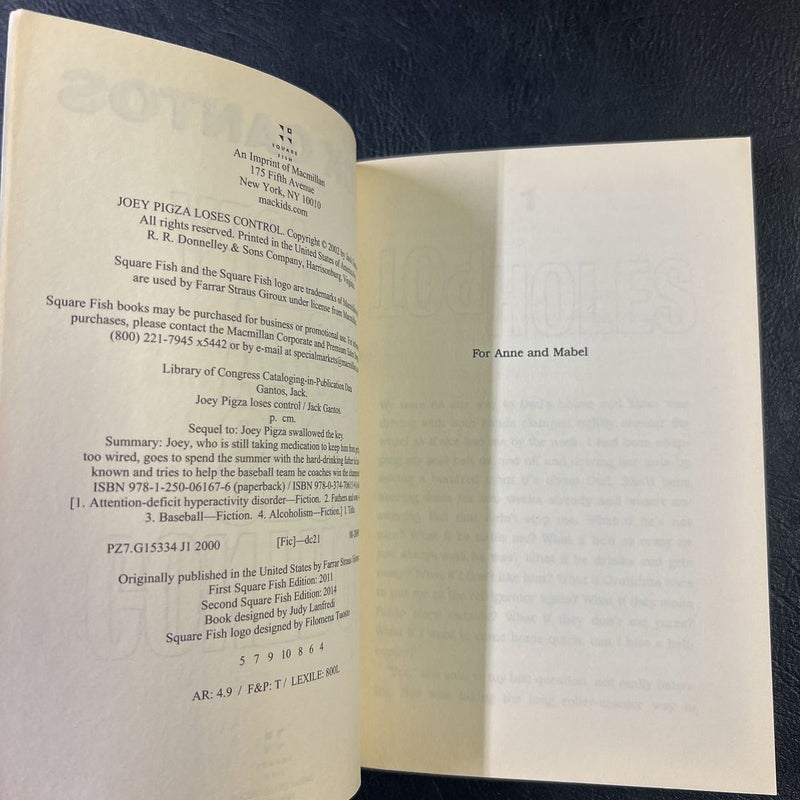 SQUARE
FISH
An Imprint of Macmillan
175 Fifth Avenue
New York, NY 10010
mackids.com
JOEY PIGZA LOSES CONTROL. Copyright © 2002 by
All rights reserved. Printed in the United States of America
R. R. Donnelley & Sons Company, Harrisonburg, Virginia
Square Fish and the Square Fish logo are trademarks of
are used by Farrar Straus Giroux under license from
Square Fish books may be purchased for business or promotional use.
purchases, please contact the Macmillan Corporate and Premium Sales
(800) 221-7945 x5442 or by e-mail at
Library of Congress Cataloging-in-Publication Data
Gantos, Jack.
Joey Pigza loses control / Jack Gantos.
p. cm.
Sequel to: Joey Pigza swallowed the key.
Summary: Joey, who is still taking medication to keep him from
too wired, goes to spend the summer with the hard-drinking father
known and tries to help the baseball team he coaches win the
ISBN 978-1-250-06167-6 (paperback) / ISBN
[1. Attention-deficit hyperactivity disorder—Fiction. 2. Fathers and
3. Baseball—Fiction. 4. Alcoholism—Fiction.] I.
PZ7.G15334 J1 2000
[Fic]—dc21
Originally published in the United States by Farrar Straus
First Square Fish Edition: 2011
Second Square Fish Edition: 2014
Book designed by Judy Lanfredi
Square Fish logo designed by Filomena Tuosto
5 7 9 10 8 6 4
AR: 4.9 / F&P: T / LEXILE: 800L
For Anne and Mabel